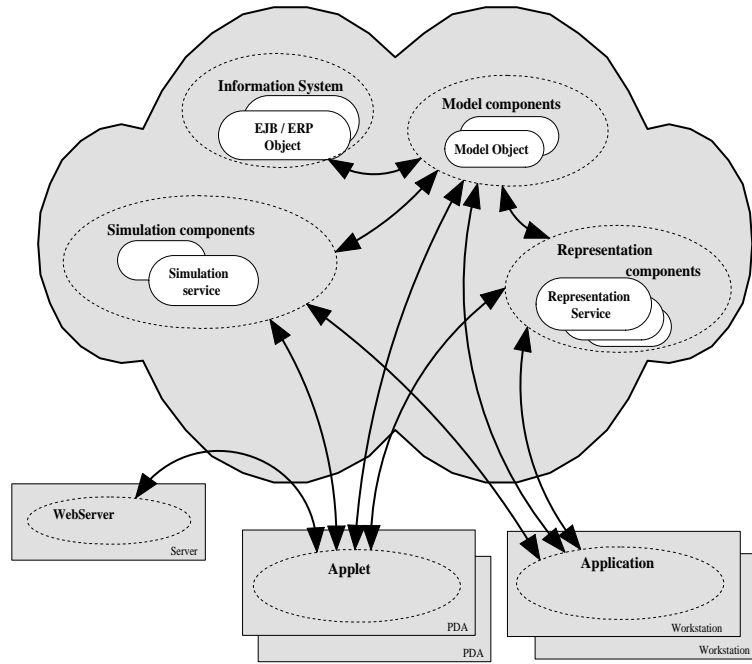 Information System
EJB / ERP
Object
Model components
Model Object
Simulation components
Simulation
service
Representation
components
Representation
Service
WebServer
Server
Applet
PDA
PDA
Application
Workstation
Workstation